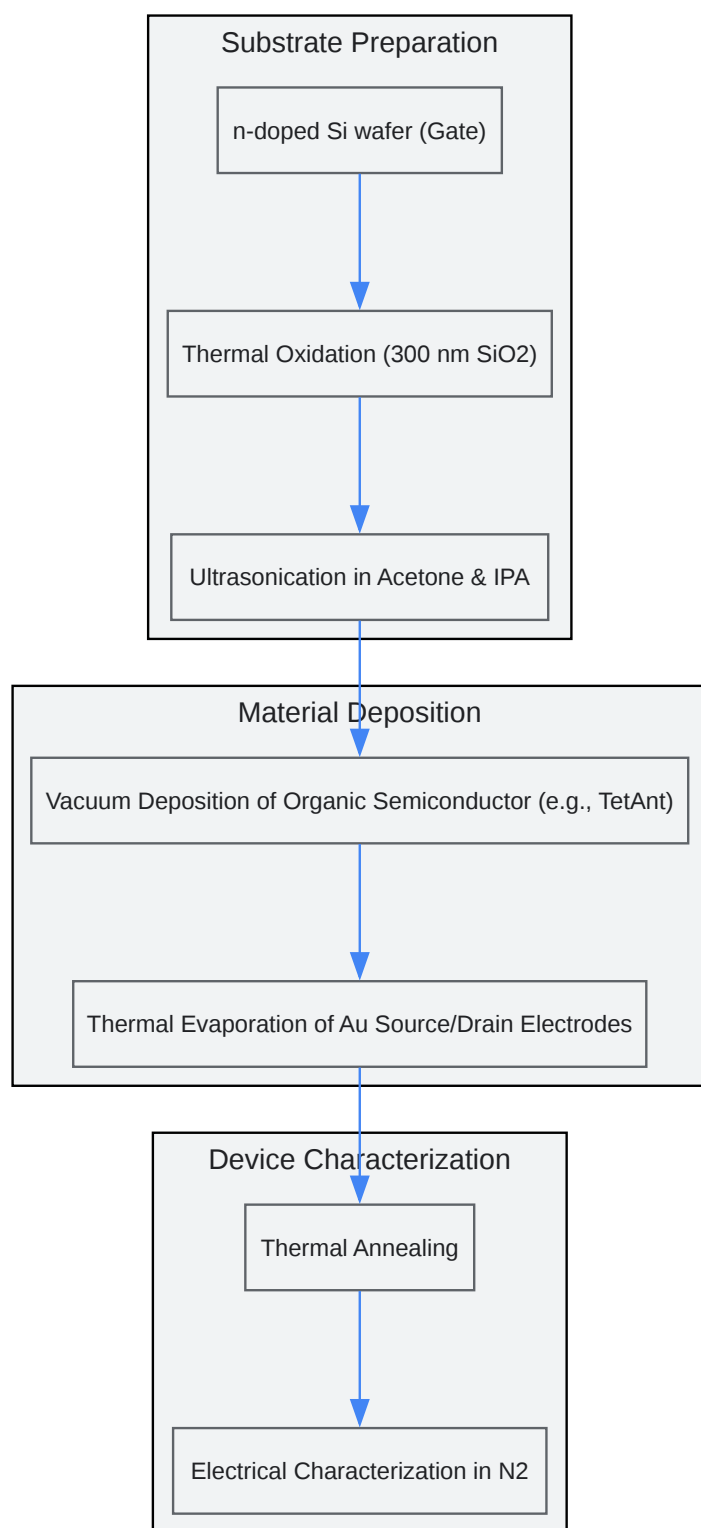 Substrate Preparation
n-doped Si wafer (Gate)
Thermal Oxidation (300 nm SiO2)
Ultrasonication in Acetone & IPA
Material Deposition
Vacuum Deposition of Organic Semiconductor (e.g., TetAnt)
Thermal Evaporation of Au Source/Drain Electrodes
Device Characterization
Thermal Annealing
Electrical Characterization in N2